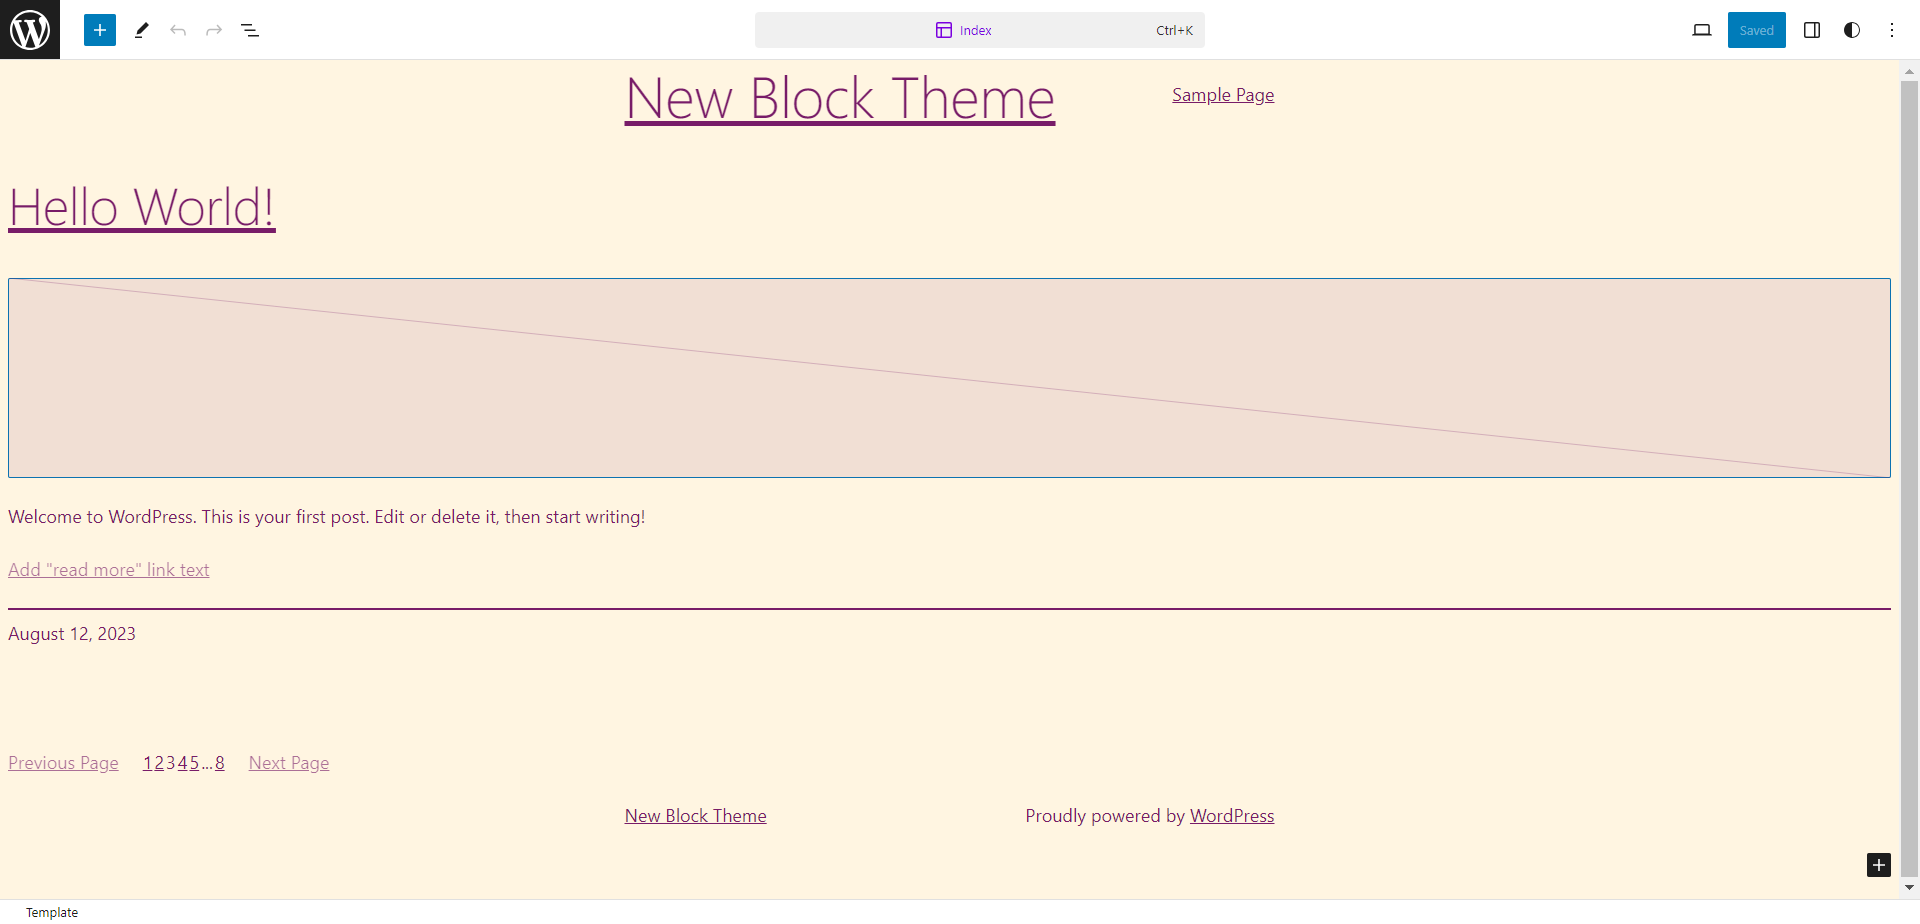 Index Ctrl+K Saved
New Block Theme Sample Page
Hello World!
Welcome to WordPress. This is your first post. Edit or delete it, then start writing!
Add "read more" link text
August 12, 2023
Previous Page 1 2 3 4 5 ... 8 Next Page
New Block Theme Proudly powered by WordPress
Template